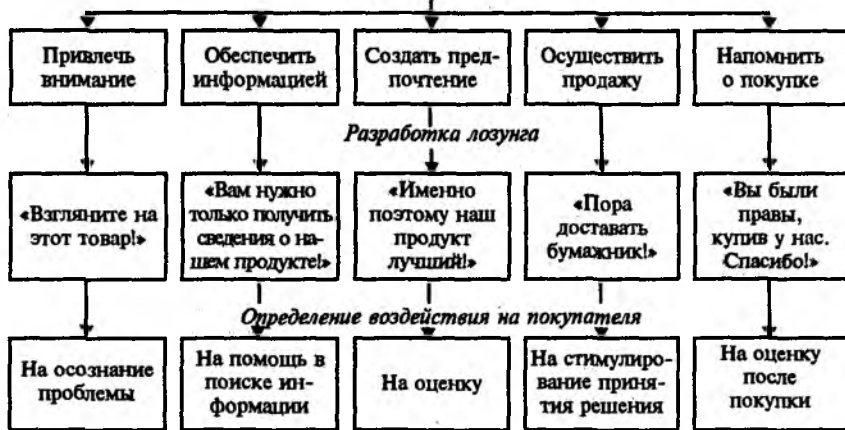 Привлечь
внимание
Обеспечить
информацией
Создать пред-
почтение
Осуществить
продажу
Напомнить
о покупке
Разработка лозунга
«Взгляните на
этот товар!»
«Вам нужно
только получить
сведения о на-
шем продукте!»
«Именно
поэтому наш
продукт
лучший!»
«Пора
доставать
бумажник!»
«Вы были
правы,
купив у нас.
Спасибо!»
Определение воздействия на покупателя
На осознание
проблемы
На помощь в
поиске ин-
формации
На оценку
На стимулиро-
вание приня-
тия решения
На оценку
после
покупки